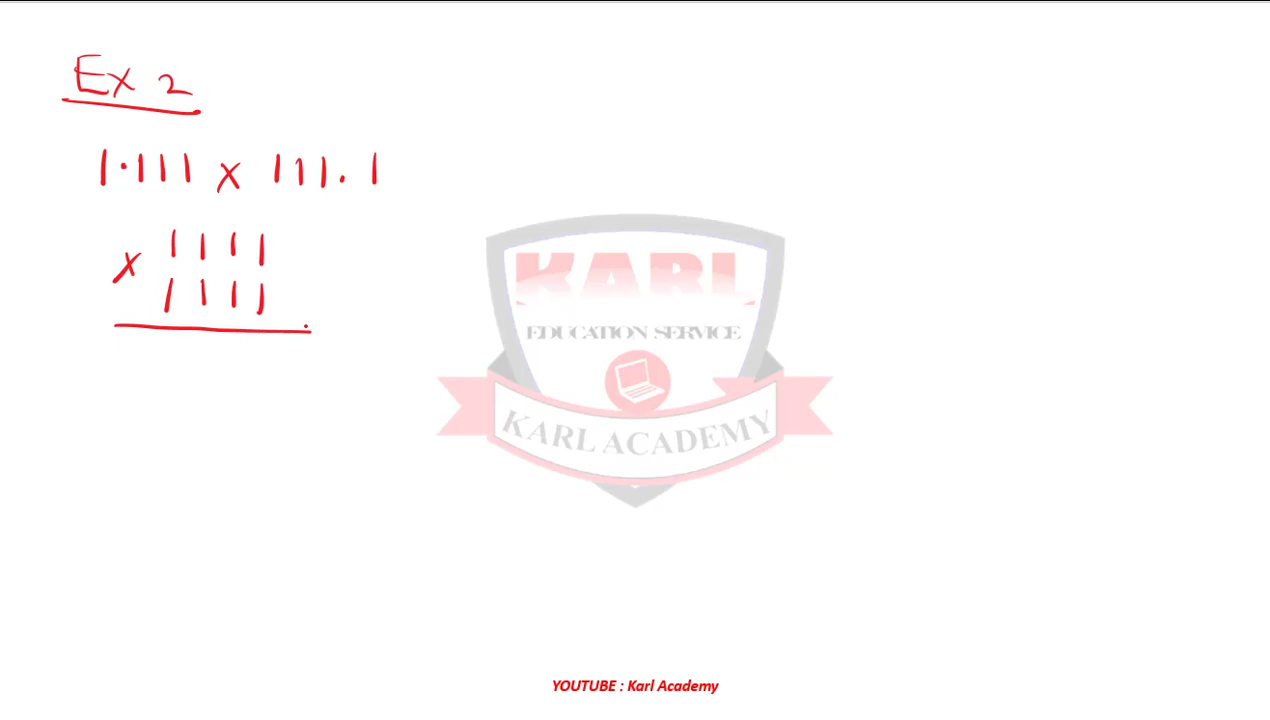 Ex 2
1.111 x 111.1
1111
x
1111
KARL
EDUCATION SERVICE
KARL ACADEMY
YOUTUBE : Karl Academy